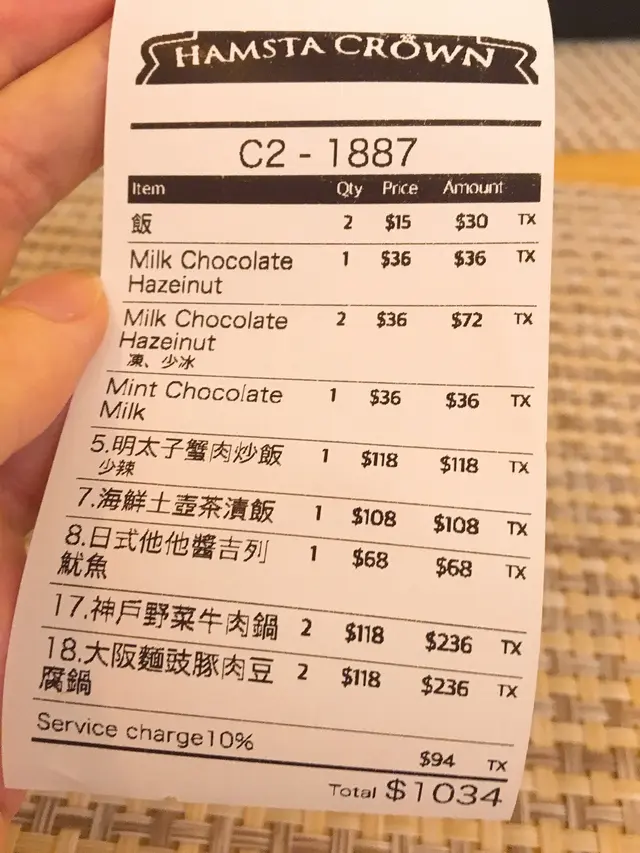 HAMSTA CROWN
C2 - 1887
Item Qty Price Amount
飯 2 $15 $30 TX
Milk Chocolate 1 $36 $36 TX
Hazeinut
Milk Chocolate 2 $36 $72 TX
Hazeinut
凍、少冰
Mint Chocolate 1 $36 $36 TX
Milk
5.明太子蟹肉炒飯 1 $118 $118 TX
少辣
7.海鮮土壺茶漬飯 1 $108 $108 TX
8.日式他他醬吉列 1 $68 $68 TX
魷魚
17.神戶野菜牛肉鍋 2 $118 $236 TX
18.大阪麵豉豚肉豆 2 $118 $236 TX
腐鍋
Service charge10% $94 TX
Total $1034